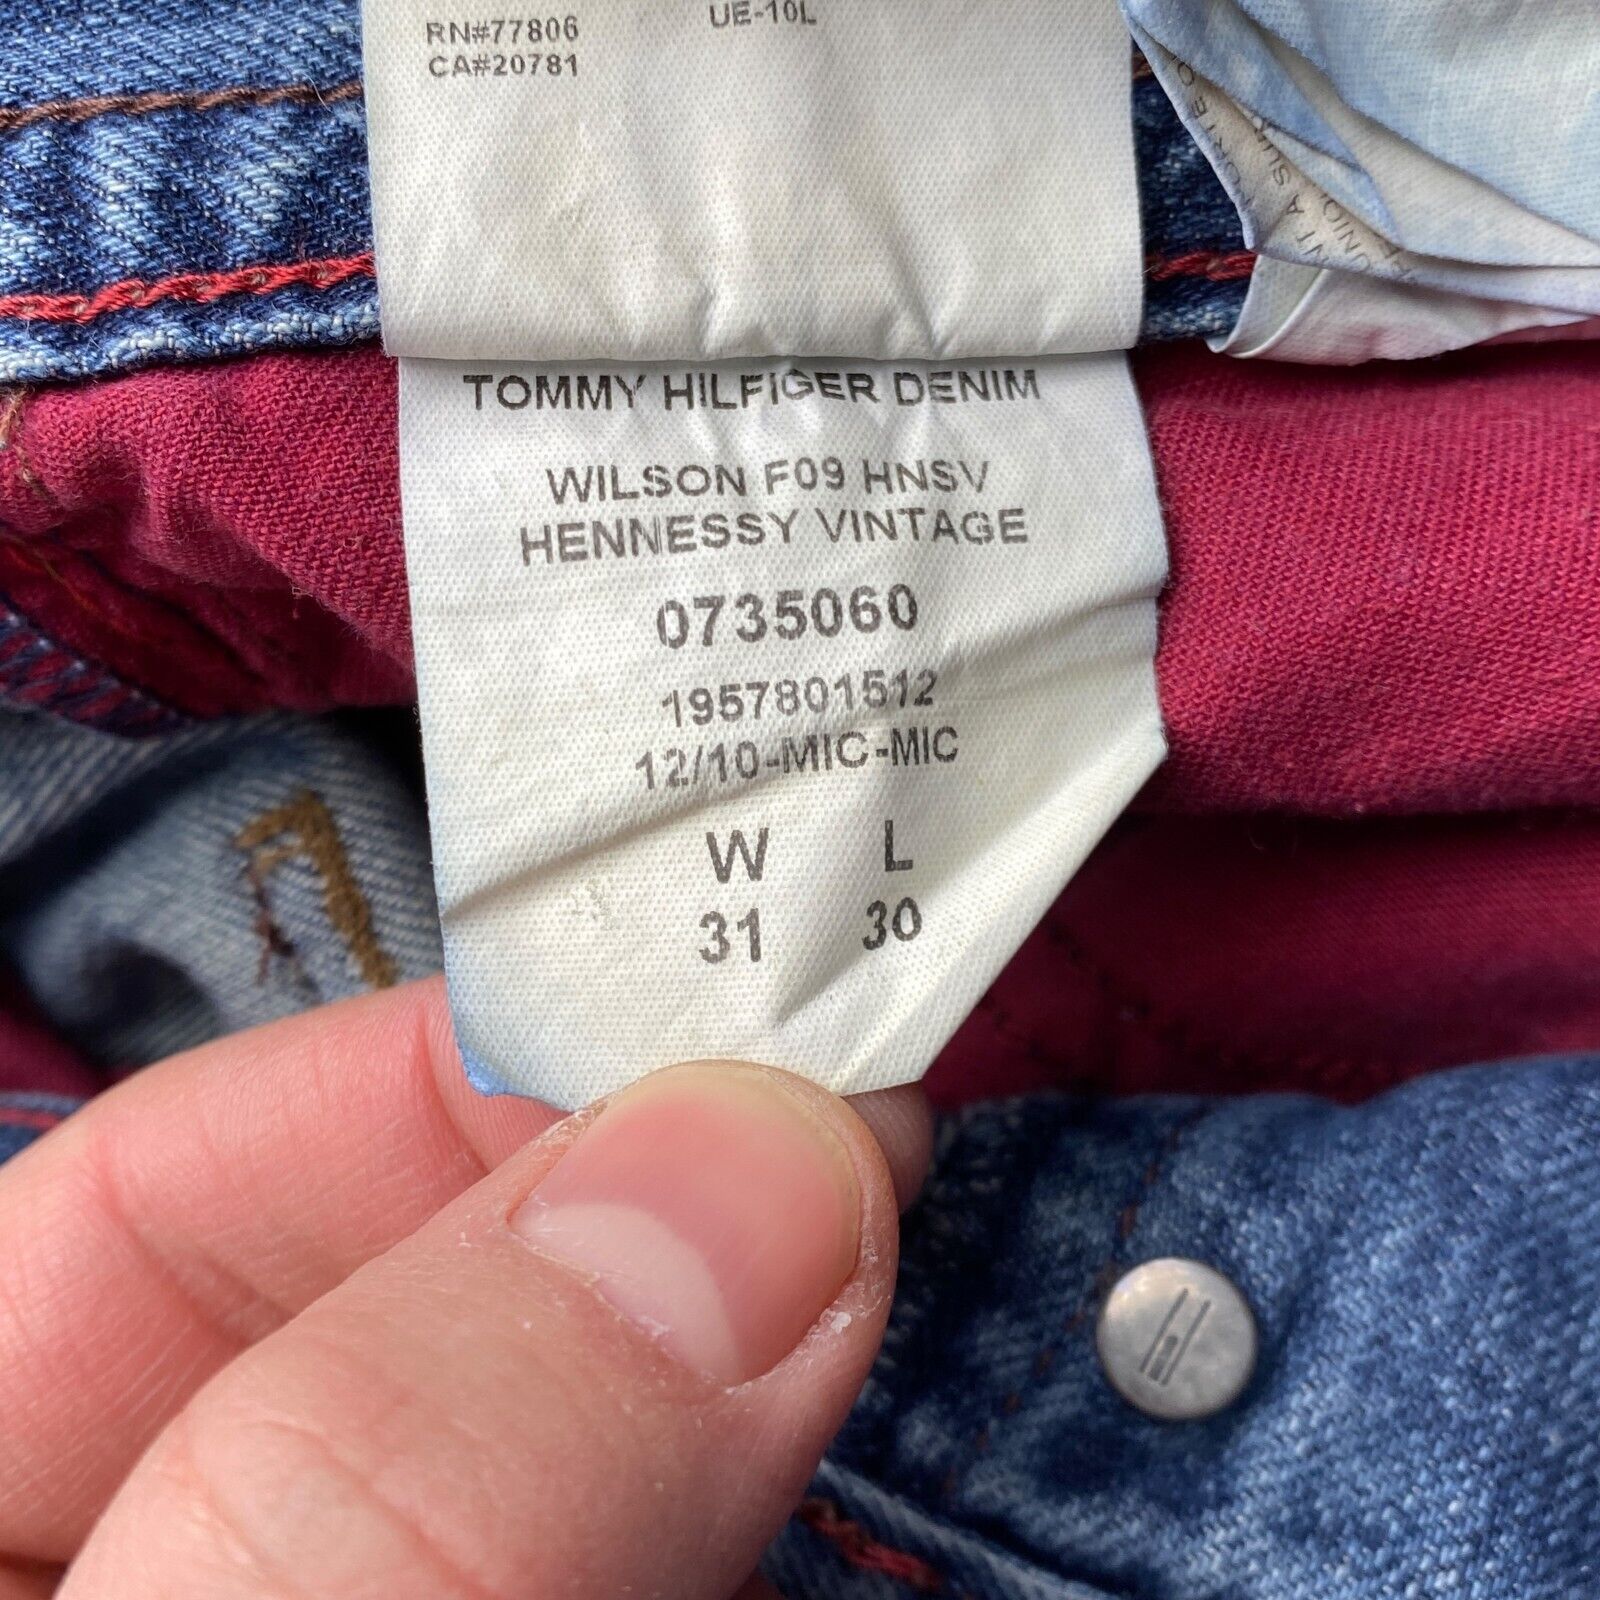 RN#77806
CA#20781
UE-10L
TOMMY HILFIGER DENIM
WILSON F09 HNSV
HENNESSY VINTAGE
0735060
1957801512
12/10-MIC-MIC
W L
31 30